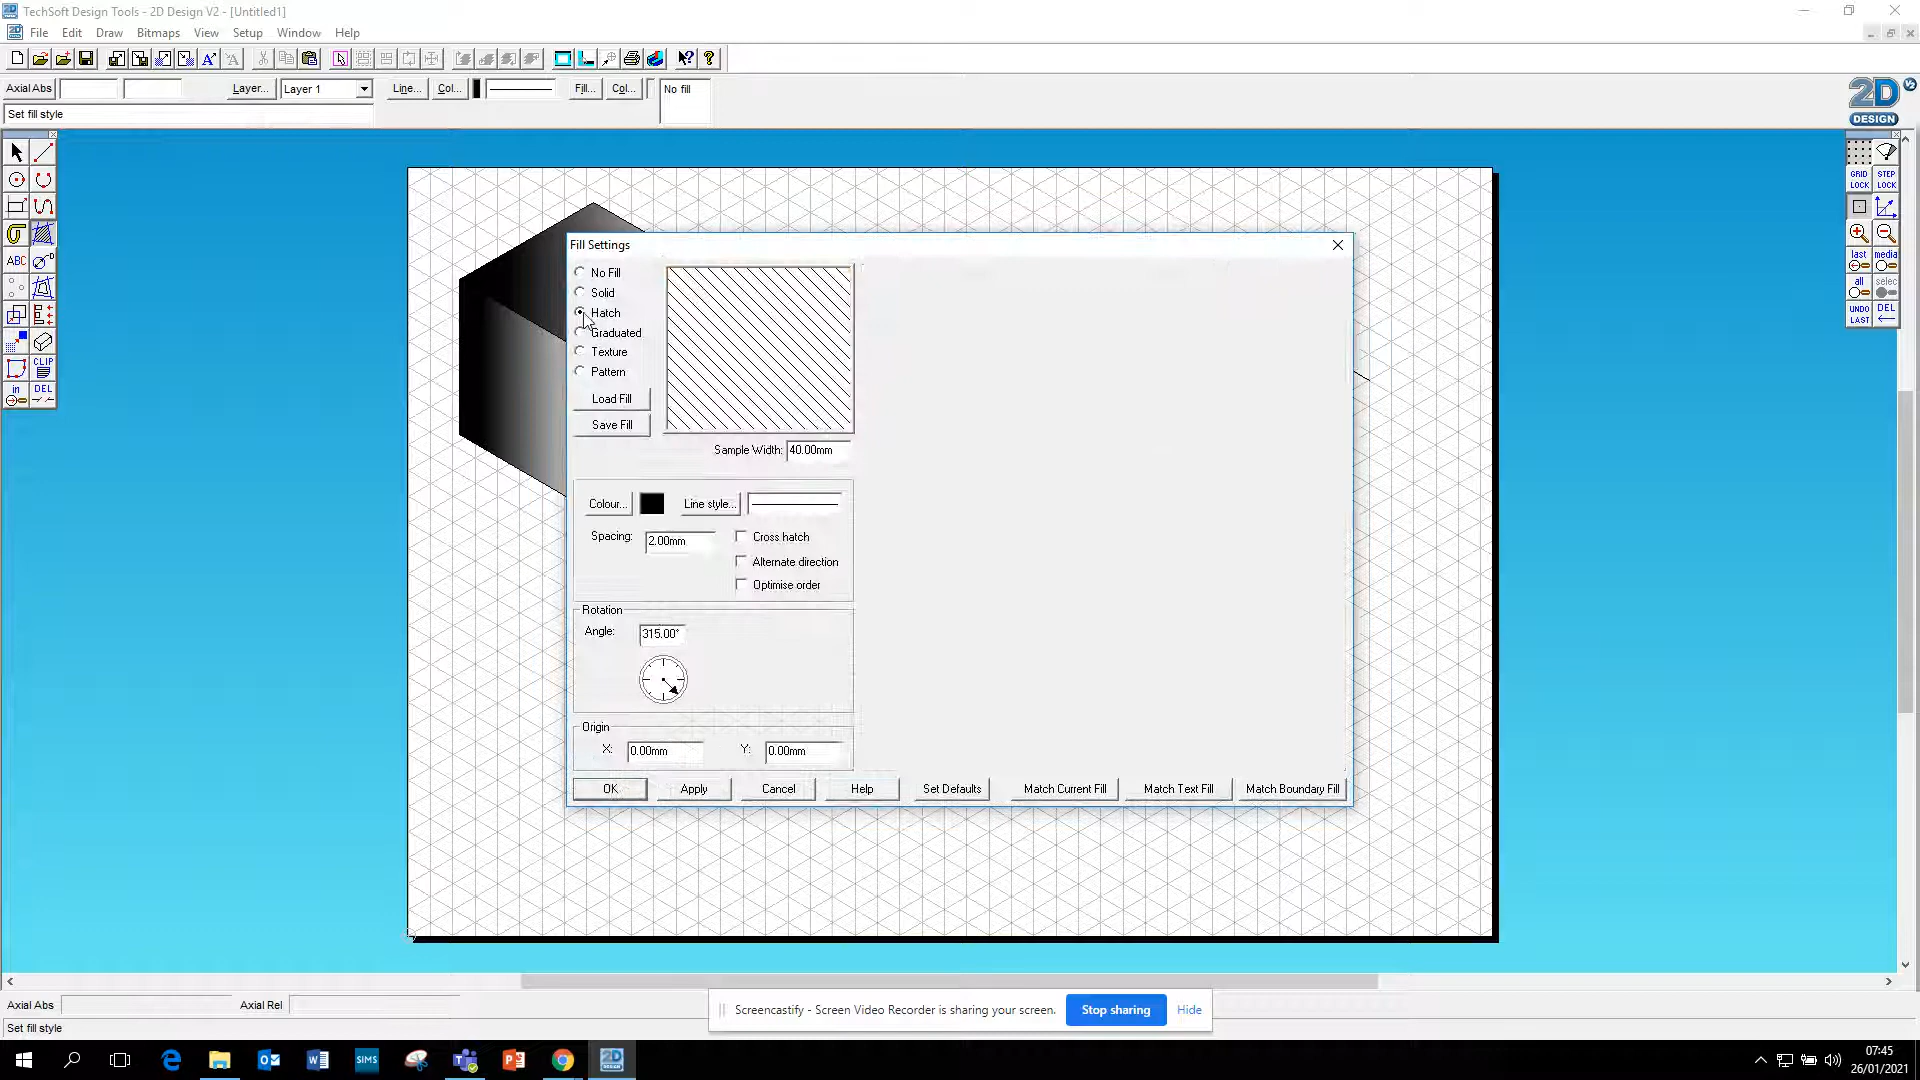 TechSoft Design Tools - 2D Design V2 - [Untitled1]
File Edit Draw Bitmaps View Setup Window Help
Axial Abs Layer... Layer 1 Line... Col... Fill... Col... No fill
Set fill style
2D
V2
DESIGN
ABC
CLIP
in DEL
GRID LOCK STEP LOCK
last media
all selec
UNDO LAST DEL
Fill Settings
No Fill
Solid
Hatch
Graduated
Texture
Pattern
Load Fill
Save Fill
Sample Width: 40.00mm
Colour... Line style...
Spacing: 2.00mm Cross hatch
Alternate direction
Optimise order
Rotation
Angle: 315.00°
Origin
X: 0.00mm Y: 0.00mm
OK Apply Cancel Help Set Defaults Match Current Fill Match Text Fill Match Boundary Fill
Axial Abs Axial Rel
Screencastify - Screen Video Recorder is sharing your screen. Stop sharing Hide
Set fill style
SIMS
2D
DESIGN
07:45
26/01/2021